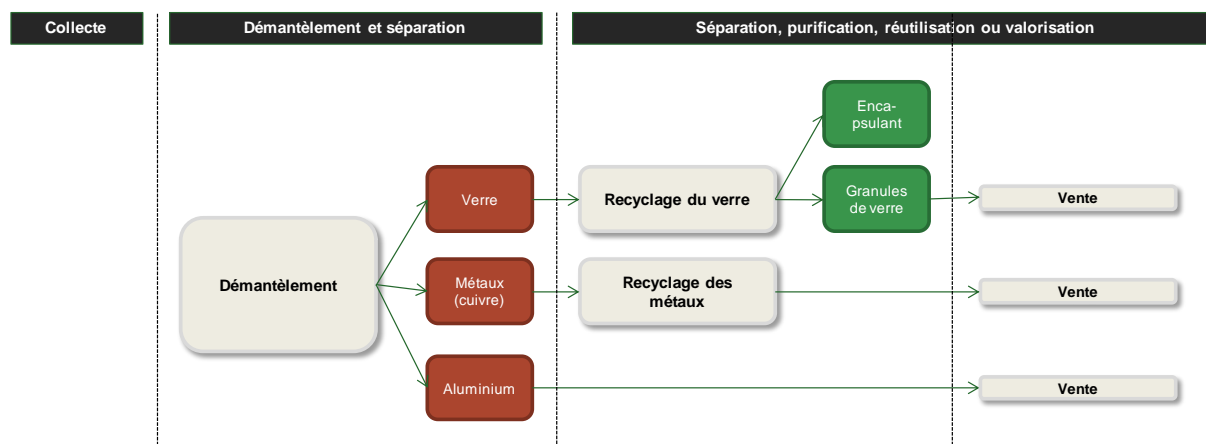 Collecte
Démantèlement et séparation
Séparation, purification, réutilisation ou valorisation
Enca-
psulant
Verre
Recyclage du verre
Granules
de verre
Vente
Démantèlement
Métaux
(cuivre)
Recyclage des
métaux
Vente
Aluminium
Vente